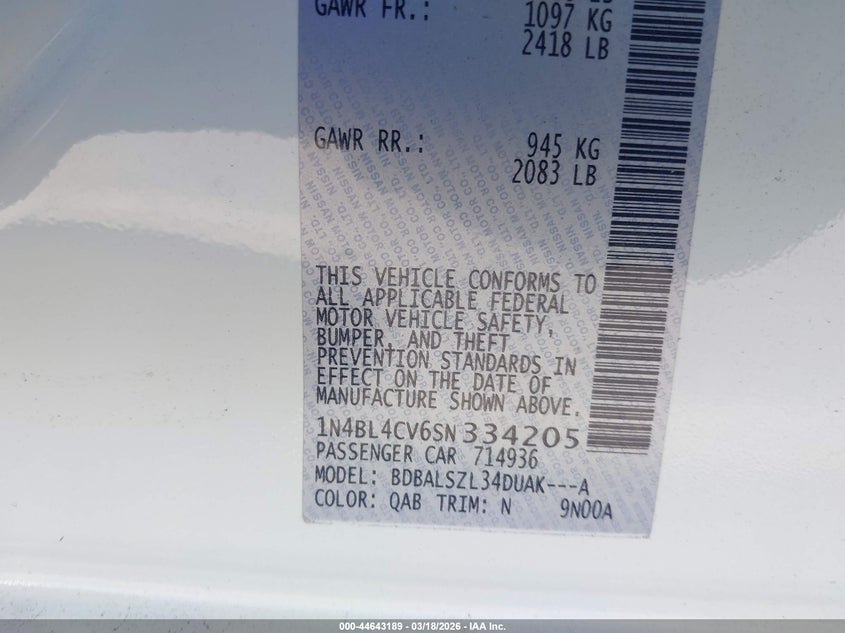 GAWR FR.: 1097 KG
2418 LB
GAWR RR.: 945 KG
2083 LB
THIS VEHICLE CONFORMS TO
ALL APPLICABLE FEDERAL
MOTOR VEHICLE SAFETY,
BUMPER, AND THEFT
PREVENTION STANDARDS IN
EFFECT ON THE DATE OF
MANUFACTURE SHOWN ABOVE.
1N4BL4CV6SN334205
PASSENGER CAR 714936
MODEL: BDBALSZL34DUAK---A
COLOR: QAB TRIM: N 9N00A
000-44643189 - 03/18/2026 - IAA Inc.